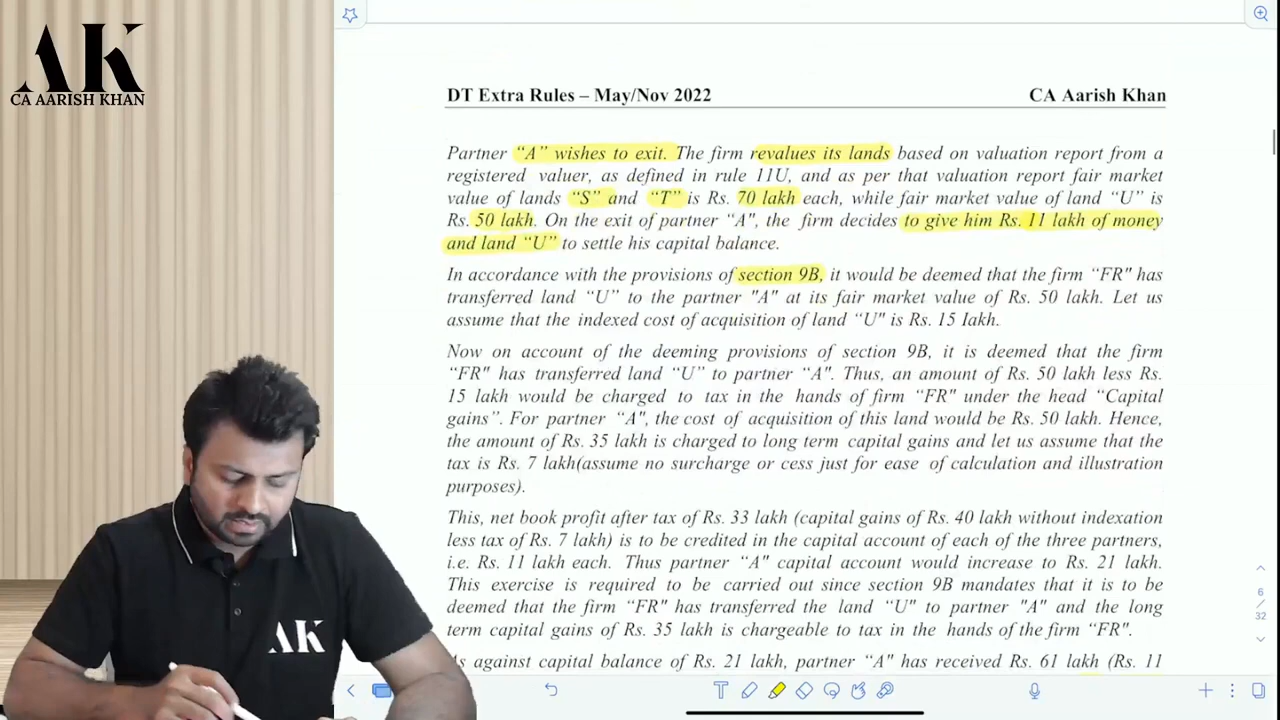 AK
CA AARISH KHAN
DT Extra Rules – May/Nov 2022 CA Aarish Khan
Partner "A" wishes to exit. The firm revalues its lands based on valuation report from a
registered valuer, as defined in rule 11U, and as per that valuation report fair market
value of lands "S" and "T" is Rs. 70 lakh each, while fair market value of land "U" is
Rs. 50 lakh. On the exit of partner "A", the firm decides to give him Rs. 11 lakh of money
and land "U" to settle his capital balance.
In accordance with the provisions of section 9B, it would be deemed that the firm "FR" has
transferred land "U" to the partner "A" at its fair market value of Rs. 50 lakh. Let us
assume that the indexed cost of acquisition of land "U" is Rs. 15 lakh.
Now on account of the deeming provisions of section 9B, it is deemed that the firm
"FR" has transferred land "U" to partner "A". Thus, an amount of Rs. 50 lakh less Rs.
15 lakh would be charged to tax in the hands of firm "FR" under the head "Capital
gains". For partner "A", the cost of acquisition of this land would be Rs. 50 lakh. Hence,
the amount of Rs. 35 lakh is charged to long term capital gains and let us assume that the
tax is Rs. 7 lakh(assume no surcharge or cess just for ease of calculation and illustration
purposes).
This, net book profit after tax of Rs. 33 lakh (capital gains of Rs. 40 lakh without indexation
less tax of Rs. 7 lakh) is to be credited in the capital account of each of the three partners,
i.e. Rs. 11 lakh each. Thus partner "A" capital account would increase to Rs. 21 lakh.
This exercise is required to be carried out since section 9B mandates that it is to be
deemed that the firm "FR" has transferred the land "U" to partner "A" and the long
term capital gains of Rs. 35 lakh is chargeable to tax in the hands of the firm "FR".
As against capital balance of Rs. 21 lakh, partner "A" has received Rs. 61 lakh (Rs. 11
6
/
32
AK